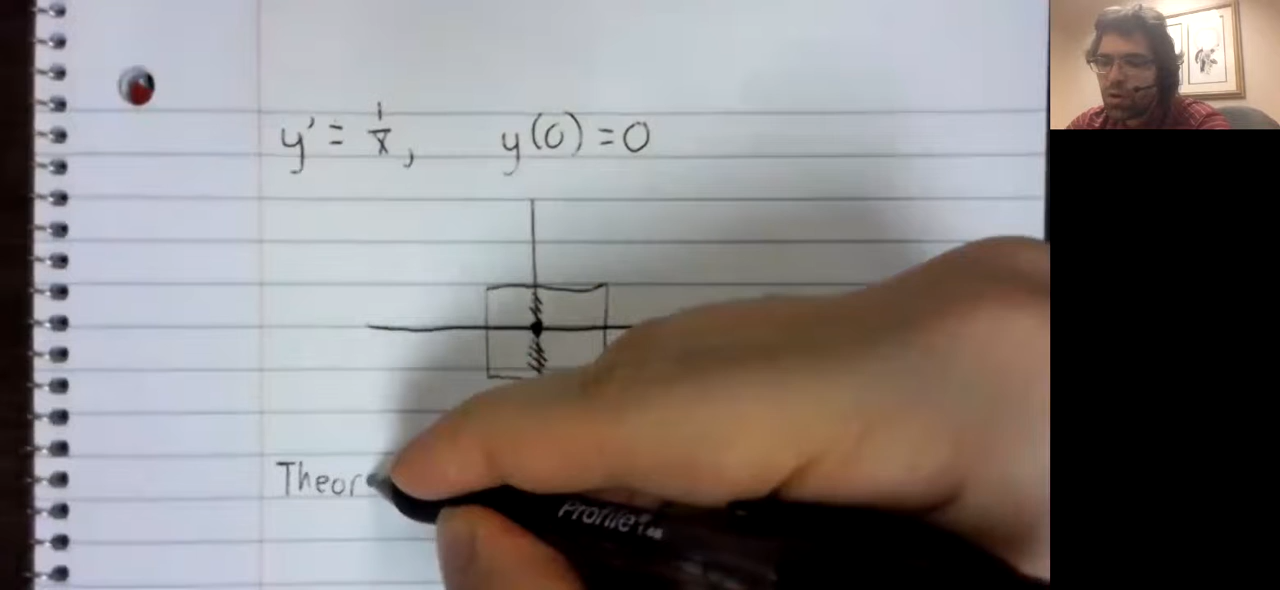 y' = 1/x, y(0) = 0
Theor
Profile